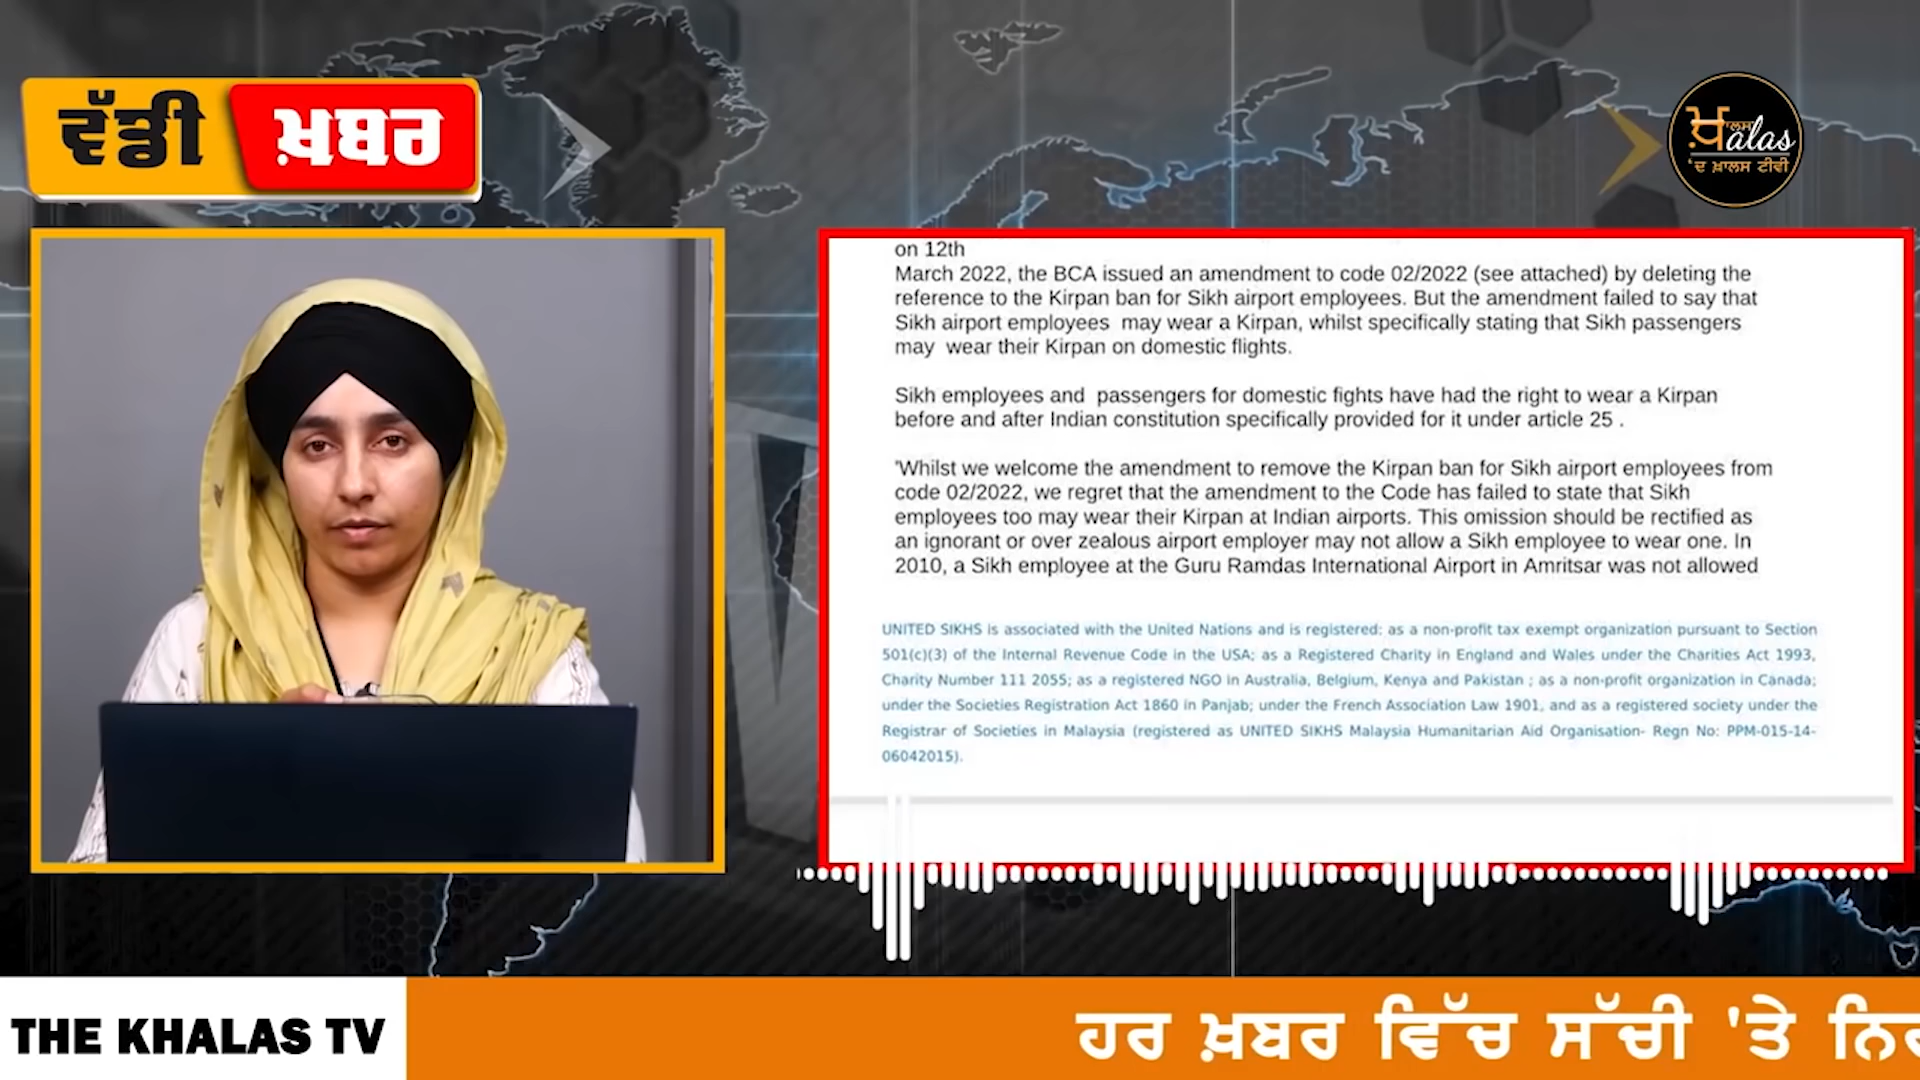 ਵੱਡੀ ਖ਼ਬਰ
ਖ਼ਾਲਸ
alas
'ਦ ਖ਼ਾਲਸ ਟੀਵੀ
on 12th
March 2022, the BCA issued an amendment to code 02/2022 (see attached) by deleting the
reference to the Kirpan ban for Sikh airport employees. But the amendment failed to say that
Sikh airport employees may wear a Kirpan, whilst specifically stating that Sikh passengers
may wear their Kirpan on domestic flights.
Sikh employees and passengers for domestic fights have had the right to wear a Kirpan
before and after Indian constitution specifically provided for it under article 25 .
'Whilst we welcome the amendment to remove the Kirpan ban for Sikh airport employees from
code 02/2022, we regret that the amendment to the Code has failed to state that Sikh
employees too may wear their Kirpan at Indian airports. This omission should be rectified as
an ignorant or over zealous airport employer may not allow a Sikh employee to wear one. In
2010, a Sikh employee at the Guru Ramdas International Airport in Amritsar was not allowed
UNITED SIKHS is associated with the United Nations and is registered: as a non-profit tax exempt organization pursuant to Section
501(c)(3) of the Internal Revenue Code in the USA; as a Registered Charity in England and Wales under the Charities Act 1993,
Charity Number 111 2055; as a registered NGO in Australia, Belgium, Kenya and Pakistan ; as a non-profit organization in Canada;
under the Societies Registration Act 1860 in Panjab; under the French Association Law 1901, and as a registered society under the
Registrar of Societies in Malaysia (registered as UNITED SIKHS Malaysia Humanitarian Aid Organisation- Regn No: PPM-015-14-
06042015).
THE KHALAS TV
ਹਰ ਖ਼ਬਰ ਵਿੱਚ ਸੱਚੀ 'ਤੇ